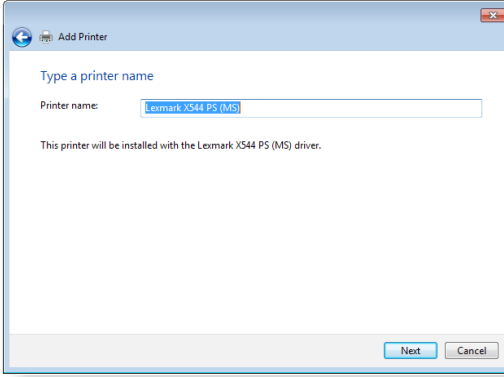 Add Printer
Type a printer name
Printer name: Lexmark X544 PS (MS)
This printer will be installed with the Lexmark X544 PS (MS) driver.
Next Cancel